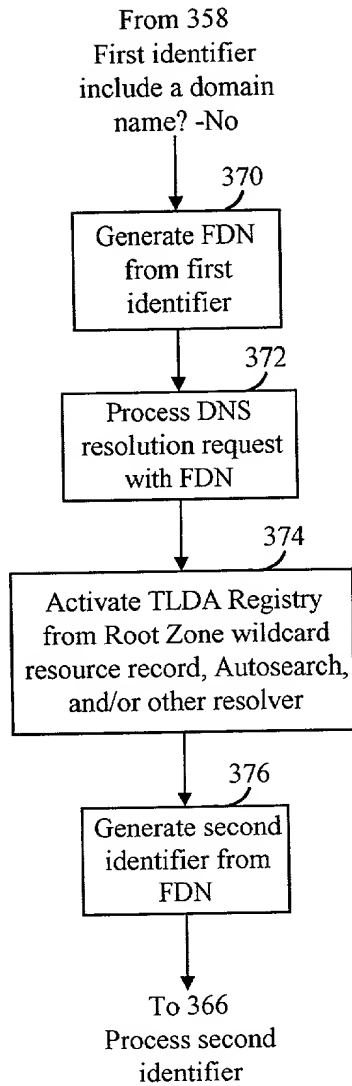 From 358
First identifier
include a domain
name? -No
370
Generate FDN
from first
identifier
372
Process DNS
resolution request
with FDN
374
Activate TLDA Registry
from Root Zone wildcard
resource record, Autosearch,
and/or other resolver
376
Generate second
identifier from
FDN
To 366
Process second
identifier